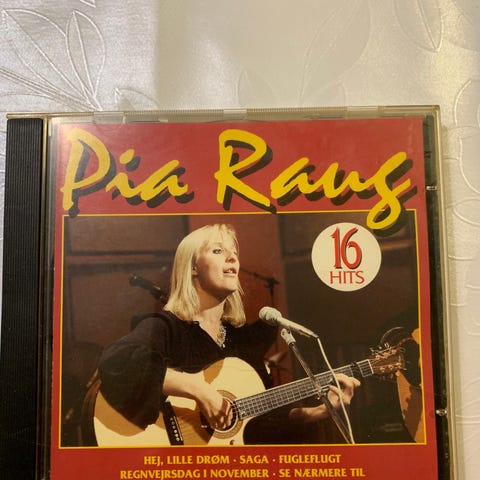 Pia Raug
16
HITS
HEJ, LILLE DRØM · SAGA · FUGLEFLUGT
REGNVEJRSDAG I NOVEMBER · SE NÆRMERE TIL